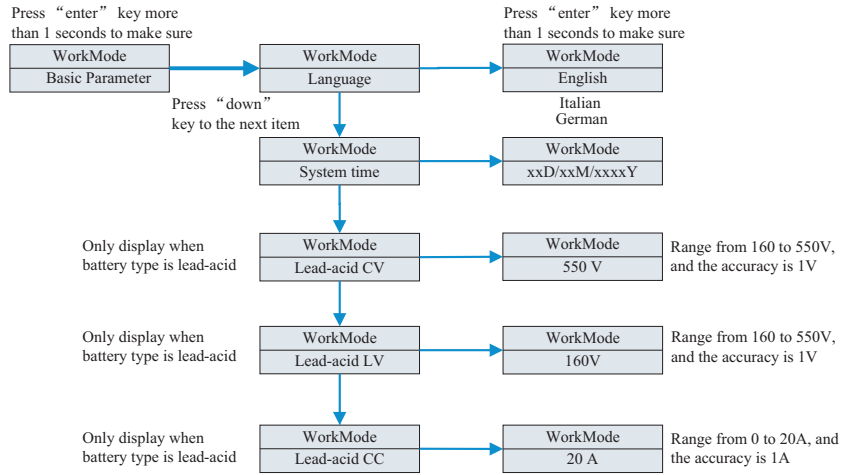 Press “enter” key more
than 1 seconds to make sure
Press “enter” key more
than 1 seconds to make sure
WorkMode
Basic Parameter
WorkMode
Language
WorkMode
English
Italian
German
Press “down”
key to the next item
WorkMode
System time
WorkMode
xxD/xxM/xxxxY
Only display when
battery type is lead-acid
WorkMode
Lead-acid CV
WorkMode
550 V
Range from 160 to 550V,
and the accuracy is 1V
Only display when
battery type is lead-acid
WorkMode
Lead-acid LV
WorkMode
160V
Range from 160 to 550V,
and the accuracy is 1V
Only display when
battery type is lead-acid
WorkMode
Lead-acid CC
WorkMode
20 A
Range from 0 to 20A, and
the accuracy is 1A